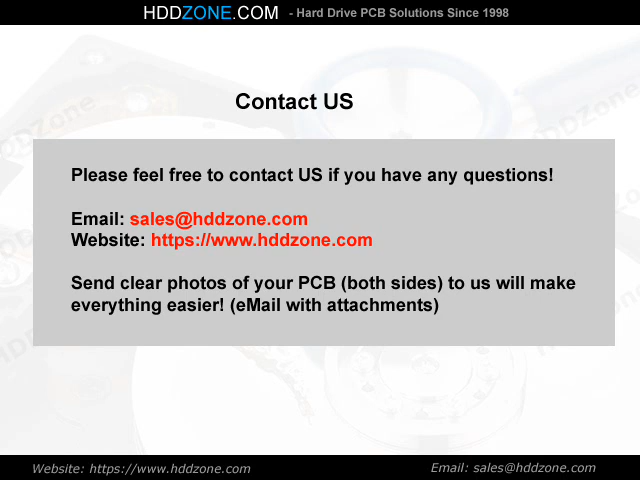 HDDZONE.COM - Hard Drive PCB Solutions Since 1998
HDDZone
HDDZone
Contact US
Please feel free to contact US if you have any questions!
Email: sales@hddzone.com
Website: https://www.hddzone.com
Send clear photos of your PCB (both sides) to us will make
everything easier! (eMail with attachments)
Website: https://www.hddzone.com Email: sales@hddzone.com